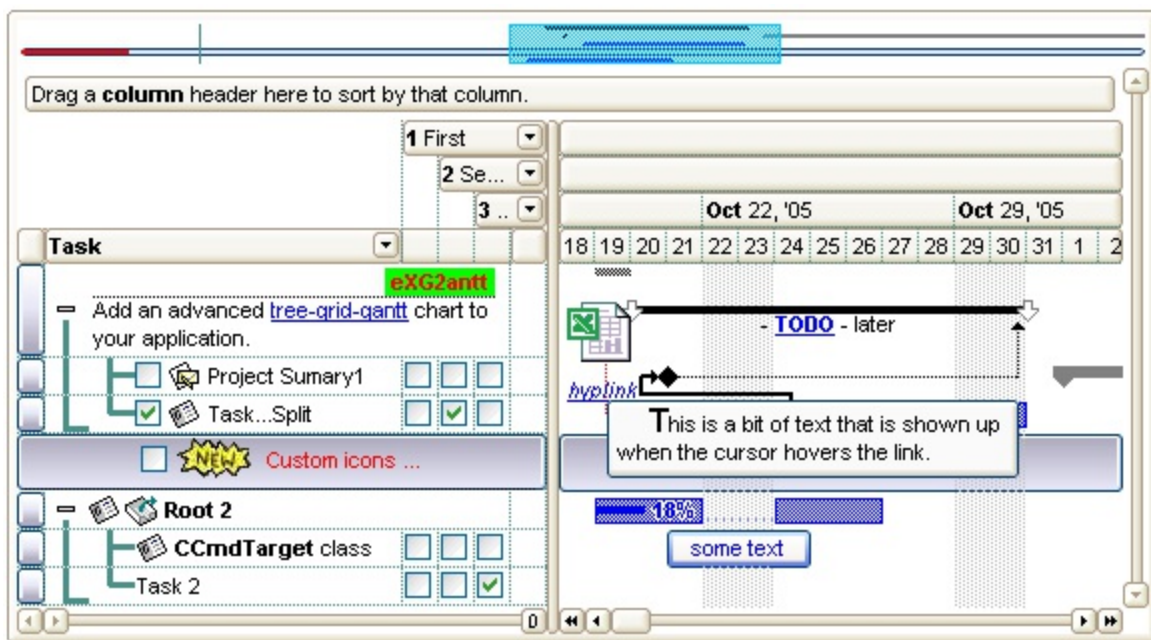 Drag a column header here to sort by that column.
1 First
2 Se...
3 ..
Oct 22, '05
Oct 29, '05
Task
18 19 20 21 22 23 24 25 26 27 28 29 30 31 1 2
eXG2antt
Add an advanced tree-grid-gantt chart to
your application.
- TODO - later
Project Sumary1
hyplink
Task...Split
This is a bit of text that is shown up
when the cursor hovers the link.
NEW
Custom icons ...
Root 2
18%
CCmdTarget class
some text
Task 2
0